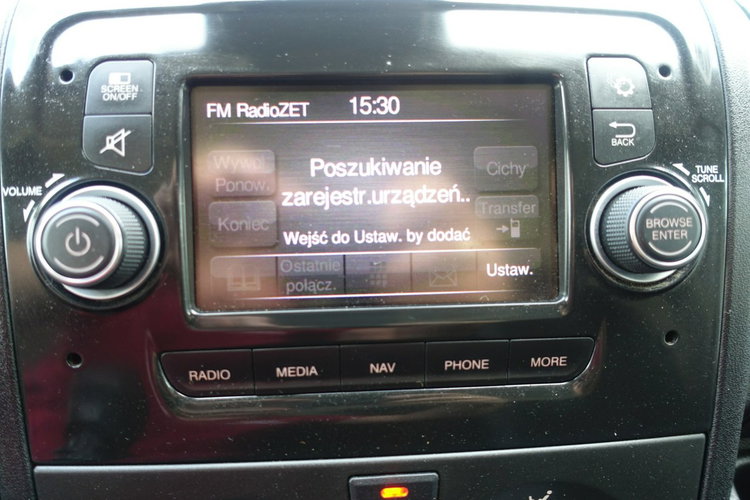 SCREEN
ON/OFF
VOLUME
FM RadioZET 15:30
Poszukiwanie
zarejestr.urządzeń..
Wejść do Ustaw. by dodać
Wywoł.
Ponow.
Koniec
Cichy
Transfer
Ostatnie
połącz.
Ustaw.
BACK
TUNE
SCROLL
BROWSE
ENTER
RADIO
MEDIA
NAV
PHONE
MORE